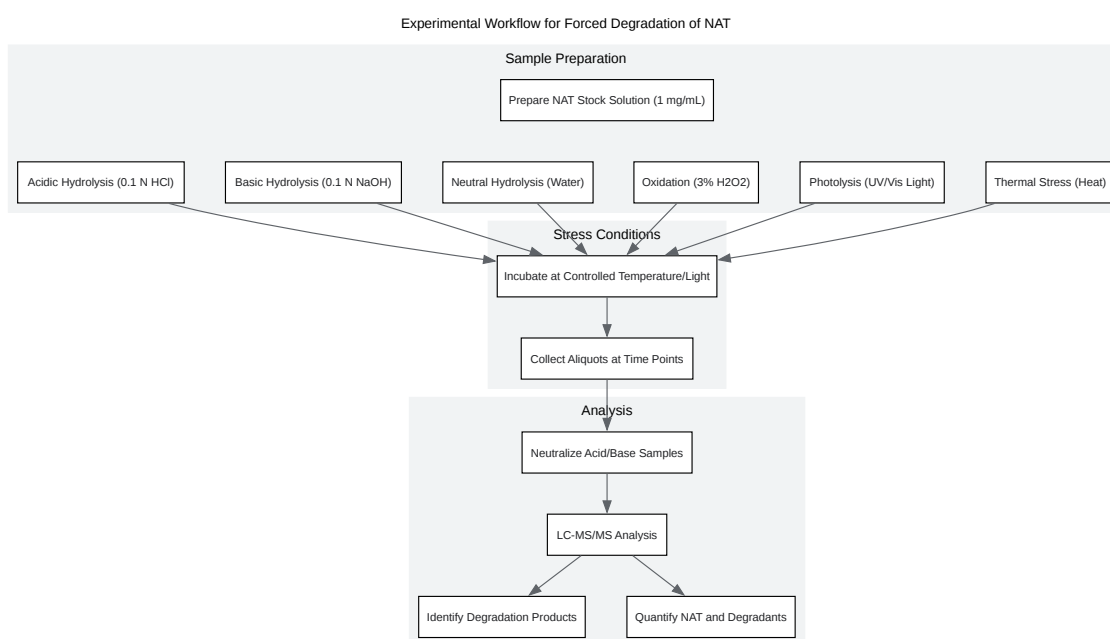 Experimental Workflow for Forced Degradation of NAT
Sample Preparation
Prepare NAT Stock Solution (1 mg/mL)
Acidic Hydrolysis (0.1 N HCl)
Basic Hydrolysis (0.1 N NaOH)
Neutral Hydrolysis (Water)
Oxidation (3% H2O2)
Photolysis (UV/Vis Light)
Thermal Stress (Heat)
Stress Conditions
Incubate at Controlled Temperature/Light
Collect Aliquots at Time Points
Analysis
Neutralize Acid/Base Samples
LC-MS/MS Analysis
Identify Degradation Products
Quantify NAT and Degradants